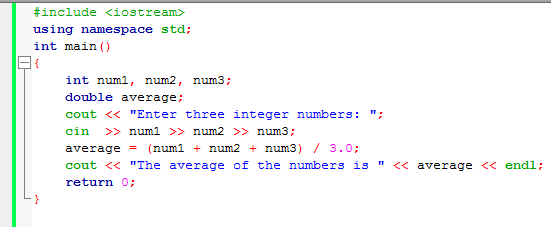 #include <iostream>
using namespace std;
int main()
{
int num1, num2, num3;
double average;
cout << "Enter three integer numbers: ";
cin  >> num1 >> num2 >> num3;
average = (num1 + num2 + num3) / 3.0;
cout << "The average of the numbers is " << average << endl;
return 0;
}